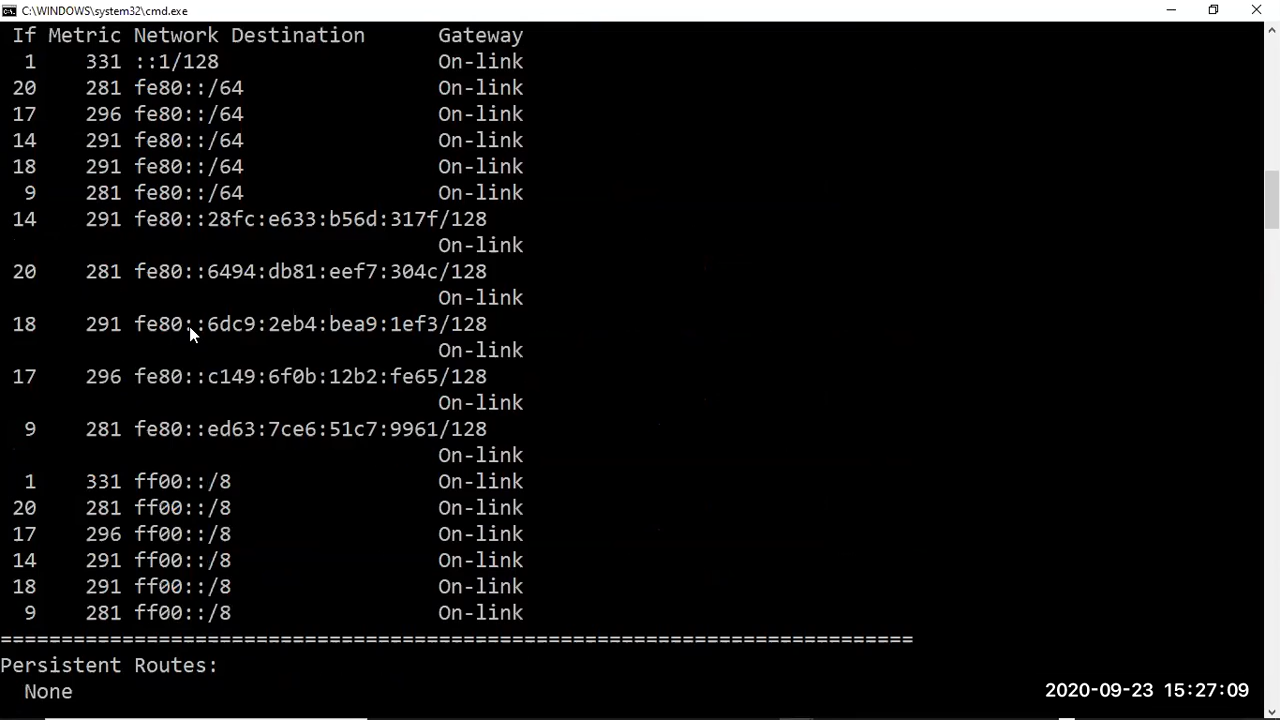 C:\WINDOWS\system32\cmd.exe
If Metric Network Destination Gateway
1 331 ::1/128 On-link
20 281 fe80::/64 On-link
17 296 fe80::/64 On-link
14 291 fe80::/64 On-link
18 291 fe80::/64 On-link
9 281 fe80::/64 On-link
14 291 fe80::28fc:e633:b56d:317f/128
On-link
20 281 fe80::6494:db81:eef7:304c/128
On-link
18 291 fe80::6dc9:2eb4:bea9:1ef3/128
On-link
17 296 fe80::c149:6f0b:12b2:fe65/128
On-link
9 281 fe80::ed63:7ce6:51c7:9961/128
On-link
1 331 ff00::/8 On-link
20 281 ff00::/8 On-link
17 296 ff00::/8 On-link
14 291 ff00::/8 On-link
18 291 ff00::/8 On-link
9 281 ff00::/8 On-link
===========================================================================
Persistent Routes:
None
2020-09-23 15:27:09